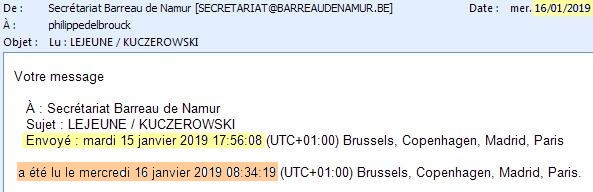 De : Secrétariat Barreau de Namur [SECRETARIAT@BARREAUDENAMUR.BE] Date : mer. 16/01/2019
À : philippedelbrouck
Objet : Lu : LEJEUNE / KUCZEROWSKI
Votre message
À : Secrétariat Barreau de Namur
Sujet : LEJEUNE / KUCZEROWSKI
Envoyé : mardi 15 janvier 2019 17:56:08 (UTC+01:00) Brussels, Copenhagen, Madrid, Paris
a été lu le mercredi 16 janvier 2019 08:34:19 (UTC+01:00) Brussels, Copenhagen, Madrid, Paris.